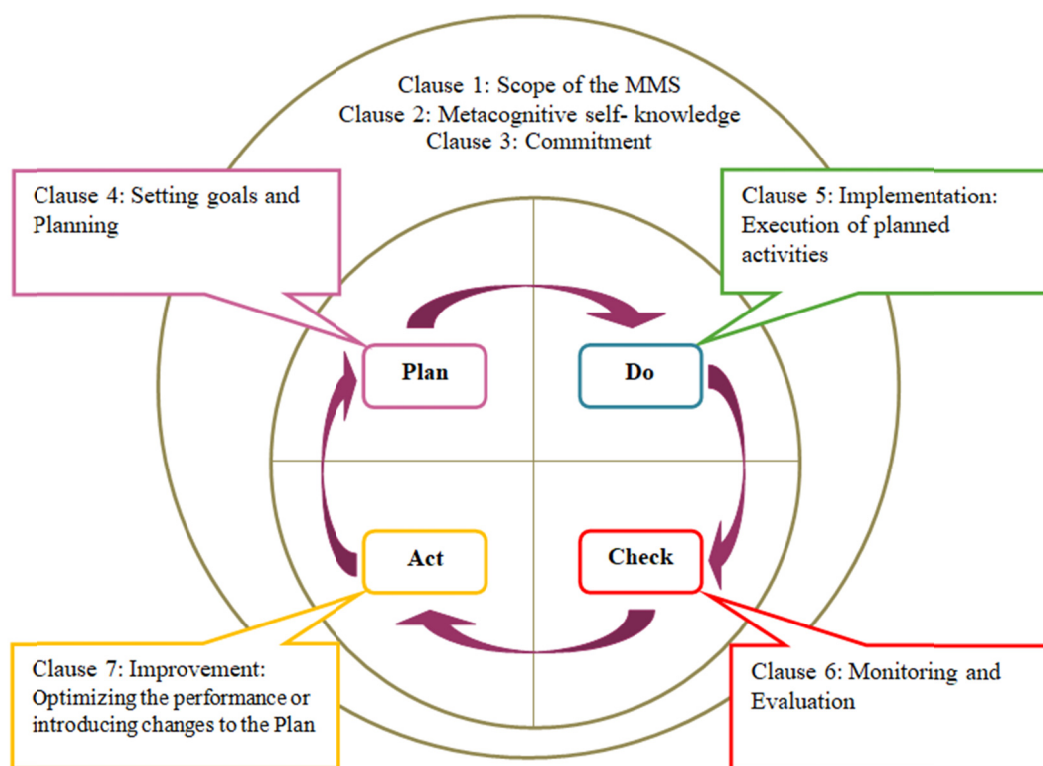 Clause 1: Scope of the MMS
Clause 2: Metacognitive self- knowledge
Clause 3: Commitment
Clause 4: Setting goals and
Planning
Clause 5: Implementation:
Execution of planned
activities
Plan
Do
Act
Check
Clause 7: Improvement:
Optimizing the performance or
introducing changes to the Plan
Clause 6: Monitoring and
Evaluation